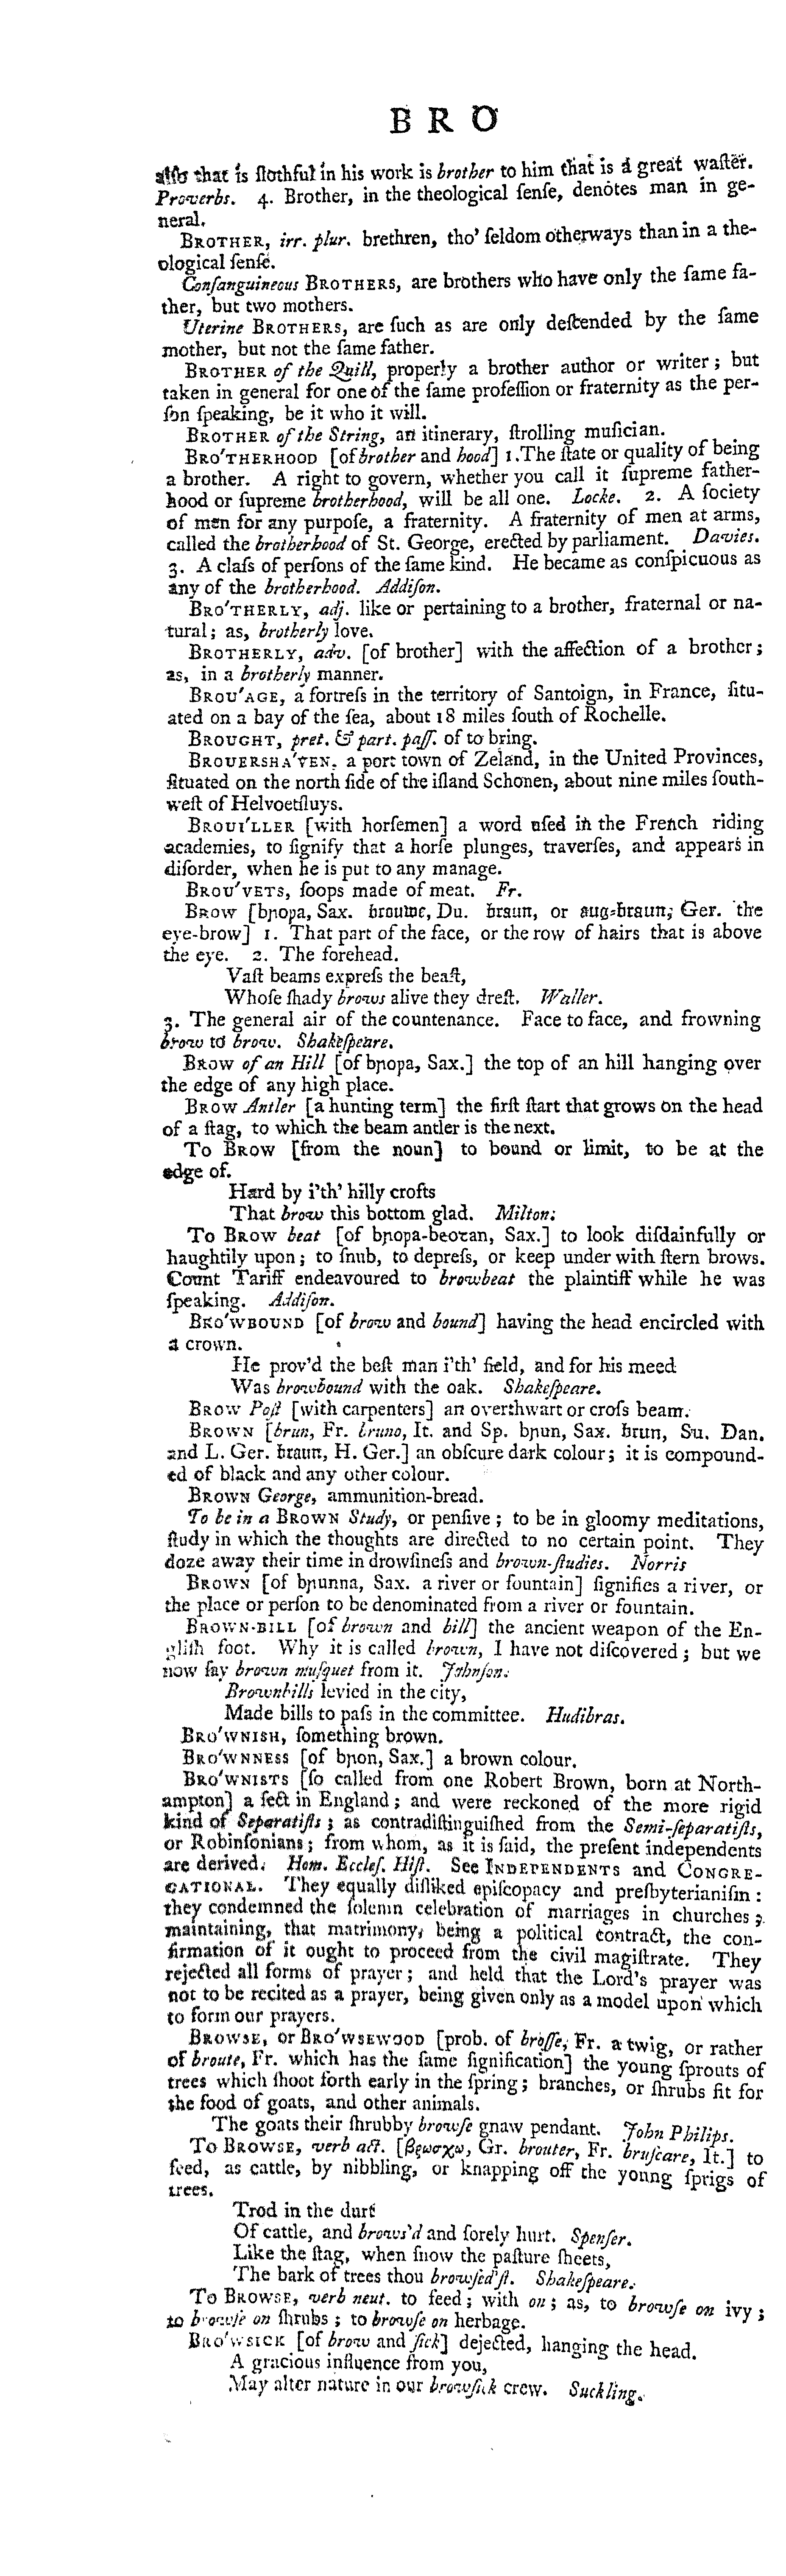 B R O
alſo that is ſlothful in his work is brother to him that is a great waſter.
Proverbs. 4. Brother, in the theological ſenſe, denotes man in ge-
neral.
BROTHER, irr. plur. brethren, tho' ſeldom otherways than in a the-
ological ſenſe.
Conſanguineous BROTHERS, are brothers who have only the ſame fa-
ther, but two mothers.
Uterine BROTHERS, are ſuch as are only deſcended by the ſame
mother, but not the ſame father.
BROTHER of the Quill, properly a brother author or writer; but
taken in general for one of the ſame profeſſion or fraternity as the per-
ſon ſpeaking, be it who it will.
BROTHER of the String, an itinerary, ſtrolling muſician.
BRO'THERHOOD [of brother and hood] 1. The ſtate or quality of being
a brother. A right to govern, whether you call it ſupreme father-
hood or ſupreme brotherhood, will be all one. Locke. 2. A ſociety
of men for any purpoſe, a fraternity. A fraternity of men at arms,
called the brotherhood of St. George, erected by parliament. Davies.
3. A claſs of perſons of the ſame kind. He became as conſpicuous as
any of the brotherhood. Addiſon.
BRO'THERLY, adj. like or pertaining to a brother, fraternal or na-
tural; as, brotherly love.
BROTHERLY, adv. [of brother] with the affection of a brother;
as, in a brotherly manner.
BROU'AGE, a fortreſs in the territory of Santoign, in France, ſitu-
ated on a bay of the ſea, about 18 miles ſouth of Rochelle.
BROUGHT, pret. & part. paſſ. of to bring.
BROUERSHA'VEN, a port town of Zeland, in the United Provinces,
ſituated on the north ſide of the iſland Schonen, about nine miles ſouth-
weſt of Helvoetſluys.
BROUI'LLER [with horſemen] a word uſed in the French riding
academies, to ſignify that a horſe plunges, traverſes, and appears in
diſorder, when he is put to any manage.
BROU'VETS, ſoops made of meat. Fr.
BROW [bꞃopa, Sax. brouwe, Du. braun, or aug-braun, Ger. the
eye-brow] 1. That part of the face, or the row of hairs that is above
the eye. 2. The forehead.
Vaſt beams expreſs the beaſt,
Whoſe ſhady brows alive they dreſt. Waller.
3. The general air of the countenance. Face to face, and frowning
brow to brow. Shakeſpeare.
BROW of an Hill [of bꞃopa, Sax.] the top of an hill hanging over
the edge of any high place.
BROW Antler [a hunting term] the firſt ſtart that grows on the head
of a ſtag, to which the beam antler is the next.
To BROW [from the noun] to bound or limit, to be at the
edge of.
Hard by i'th' hilly crofts
That brow this bottom glad. Milton:
To BROW beat [of bꞃopa-beoꞇan, Sax.] to look diſdainfully or
haughtily upon; to ſnub, to depreſs, or keep under with ſtern brows.
Count Tariff endeavoured to browbeat the plaintiff while he was
ſpeaking. Addiſon.
BRO'WBOUND [of brow and bound] having the head encircled with
a crown.
He prov'd the beſt man i'th' field, and for his meed
Was browbound with the oak. Shakeſpeare.
BROW Poſt [with carpenters] an overthwart or croſs beam.
BROWN [brun, Fr. bruno, It. and Sp. bꞃun, Sax. brun, Su. Dan.
and L. Ger. braun, H. Ger.] an obſcure dark colour; it is compound-
ed of black and any other colour.
BROWN George, ammunition-bread.
To be in a BROWN Study, or penſive; to be in gloomy meditations,
ſtudy in which the thoughts are directed to no certain point. They
doze away their time in drowſineſs and brown-ſtudies. Norris
BROWN [of bꞃunna, Sax. a river or fountain] ſignifies a river, or
the place or perſon to be denominated from a river or fountain.
BROWN-BILL [of brown and bill] the ancient weapon of the En-
gliſh foot. Why it is called brown, I have not diſcovered; but we
now ſay brown muſquet from it. Johnſon.
Brownbills levied in the city,
Made bills to paſs in the committee. Hudibras.
BRO'WNISH, ſomething brown.
BRO'WNNESS [of bꞃon, Sax.] a brown colour.
BRO'WNISTS [ſo called from one Robert Brown, born at North-
ampton] a ſect in England; and were reckoned of the more rigid
kind of Separatiſts; as contradiſtinguiſhed from the Semi-ſeparatiſts,
or Robinſonians; from whom, as it is ſaid, the preſent independents
are derived. Hom. Eccleſ. Hiſt. See INDEPENDENTS and CONGRE-
GATIONAL. They equally diſliked epiſcopacy and preſbyterianiſm:
they condemned the ſolemn celebration of marriages in churches;
maintaining, that matrimony, being a political contract, the con-
firmation of it ought to proceed from the civil magiſtrate. They
rejected all forms of prayer; and held that the Lord's prayer was
not to be recited as a prayer, being given only as a model upon which
to form our prayers.
BROWSE, or BRO'WSEWOOD [prob. of broſſe, Fr. a twig, or rather
of broute, Fr. which has the ſame ſignification] the young ſprouts of
trees which ſhoot forth early in the ſpring; branches, or ſhrubs fit for
the food of goats, and other animals.
The goats their ſhrubby browſe gnaw pendant. John Philips.
To BROWSE, verb act. [βρωσχω, Gr. brouter, Fr. bruſcare, It.] to
feed, as cattle, by nibbling, or knapping off the young ſprigs of
trees.
Trod in the durt
Of cattle, and brows'd and ſorely hurt. Spenſer.
Like the ſtag, when ſnow the paſture ſheets,
The bark of trees thou browſed'ſt. Shakeſpeare.
To BROWSE, verb neut. to feed; with on; as, to browſe on ivy;
to browſe on ſhrubs; to browſe on herbage.
BRO'WSICK [of brow and ſick] dejected, hanging the head.
A gracious influence from you,
May alter nature in our browſick crew. Suckling.